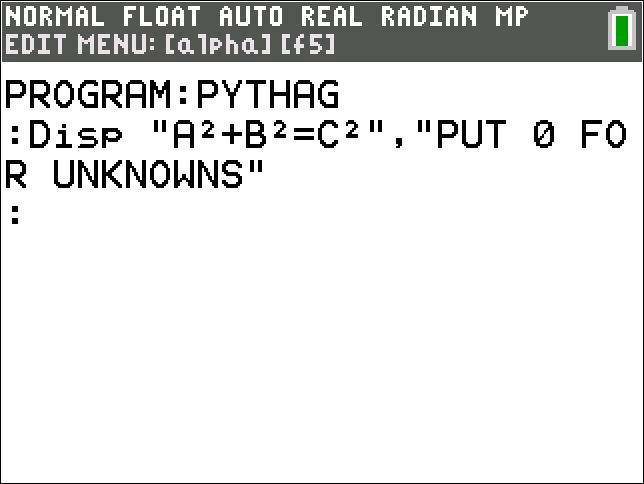 NORMAL FLOAT AUTO REAL RADIAN MP
EDIT MENU: [alpha] [f5]
PROGRAM:PYTHAG
:Disp "A²+B²=C²","PUT 0 FO
R UNKNOWNS"
: